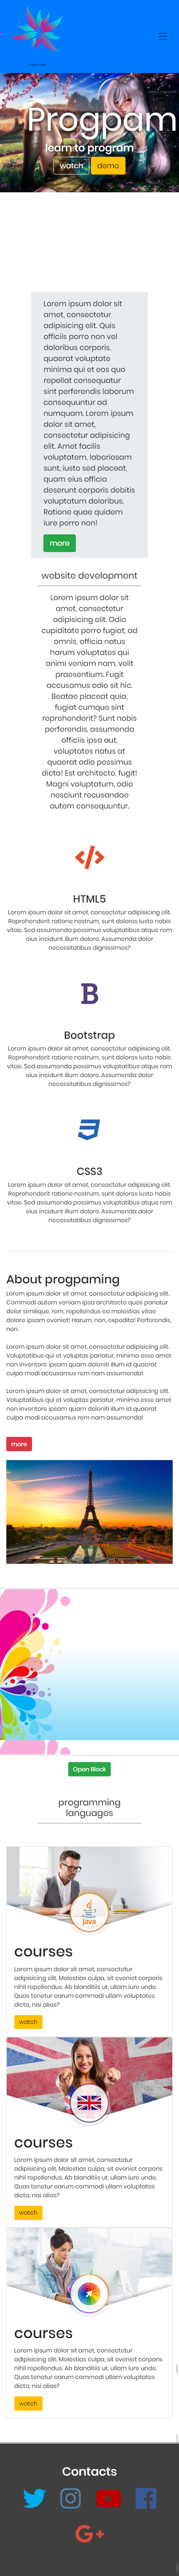 Progpam
learn to program
watch demo
Lorem ipsum dolor sit
amet, consectetur
adipisicing elit. Quis
officiis porro non vel
doloribus corporis,
quaerat voluptate
minima qui et eos quo
repellat consequatur
sint perferendis laborum
consequuntur ad
numquam. Lorem ipsum
dolor sit amet,
consectetur adipisicing
elit. Amet facilis
voluptatem, laboriosam
sunt, iusto sed placeat,
quam eius officia
deserunt corporis debitis
voluptatum doloribus.
Ratione quae quidem
iure porro non!
more
website development
Lorem ipsum dolor sit
amet, consectetur
adipisicing elit. Odio
cupiditate porro fugiat, ad
omnis, officia natus
harum voluptates qui
animi veniam nam, velit
praesentium. Fugit
accusamus odio sit hic.
Beatae placeat quia,
fugiat cumque sint
reprehenderit? Sunt nobis
perferendis, assumenda
officiis ipsa aut,
voluptates natus at
quaerat odio possimus
dicta! Est architecto, fugit!
Magni voluptatum, odio
nesciunt recusandae
autem consequuntur.
HTML5
Lorem ipsum dolor sit amet, consectetur adipisicing elit.
Reprehenderit ratione nostrum, sunt dolores iusto nobis
vitae. Sed assumenda possimus voluptatibus atque rem
eius incidunt illum dolore. Assumenda dolor
necessitatibus dignissimos?
B
Bootstrap
Lorem ipsum dolor sit amet, consectetur adipisicing elit.
Reprehenderit ratione nostrum, sunt dolores iusto nobis
vitae. Sed assumenda possimus voluptatibus atque rem
eius incidunt illum dolore. Assumenda dolor
necessitatibus dignissimos?
CSS3
Lorem ipsum dolor sit amet, consectetur adipisicing elit.
Reprehenderit ratione nostrum, sunt dolores iusto nobis
vitae. Sed assumenda possimus voluptatibus atque rem
eius incidunt illum dolore. Assumenda dolor
necessitatibus dignissimos?
About progpaming
Lorem ipsum dolor sit amet, consectetur adipisicing elit.
Commodi autem veniam ipsa architecto quos pariatur
dolor similique, rem, repellendus ea molestias vitae
dolore ipsam eveniet! Harum, non, expedita! Perferendis,
non.
Lorem ipsum dolor sit amet, consectetur adipisicing elit.
Voluptatibus qui ut voluptas pariatur, minima esse amet
non inventore ipsam quam deleniti illum id quaerat
culpa modi accusamus rem nam assumenda!
Lorem ipsum dolor sit amet, consectetur adipisicing elit.
Voluptatibus qui ut voluptas pariatur, minima esse amet
non inventore ipsam quam deleniti illum id quaerat
culpa modi accusamus rem nam assumenda!
more
Open Block
programming
languages
Java
courses
Lorem ipsum dolor sit amet, consectetur
adipisicing elit. Molestias culpa, sit eveniet corporis
nihil repellendus. Ab blanditiis ut, ullam iure undo.
Quas tenetur earum commodi ullam voluptates
dicta, nisi alias?
watch
courses
Lorem ipsum dolor sit amet, consectetur
adipisicing elit. Molestias culpa, sit eveniet corporis
nihil repellendus. Ab blanditiis ut, ullam iure undo.
Quas tenetur earum commodi ullam voluptates
dicta, nisi alias?
watch
courses
Lorem ipsum dolor sit amet, consectetur
adipisicing elit. Molestias culpa, sit eveniet corporis
nihil repellendus. Ab blanditiis ut, ullam iure undo.
Quas tenetur earum commodi ullam voluptates
dicta, nisi alias?
watch
Contacts
G+